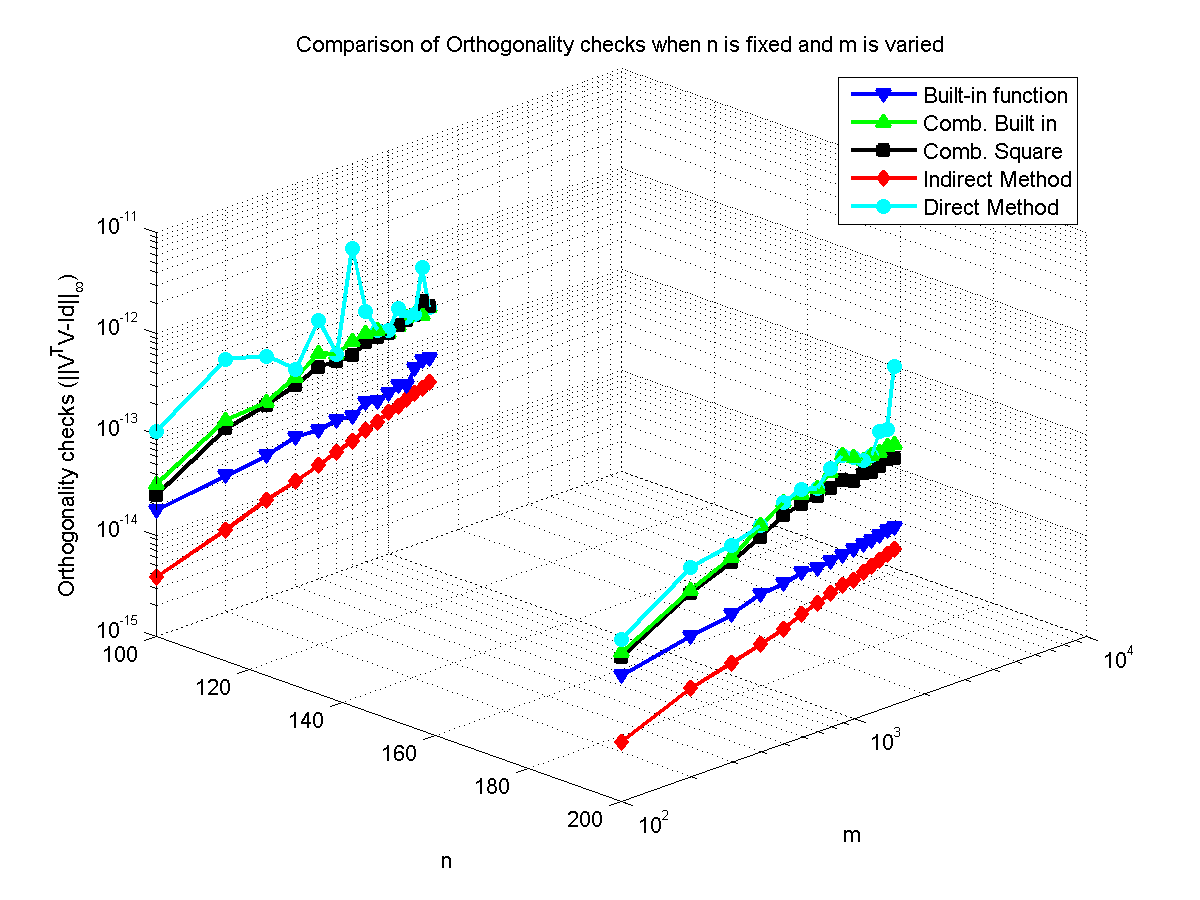 Comparison of Orthogonality checks when n is fixed and m is varied
Built-in function
Comb. Built in
Comb. Square
Indirect Method
Direct Method
Orthogonality checks (||V^T V-Id||_∞)
10^-11
10^-12
10^-13
10^-14
10^-15
100
120
140
160
180
200
n
10^2
10^3
10^4
m